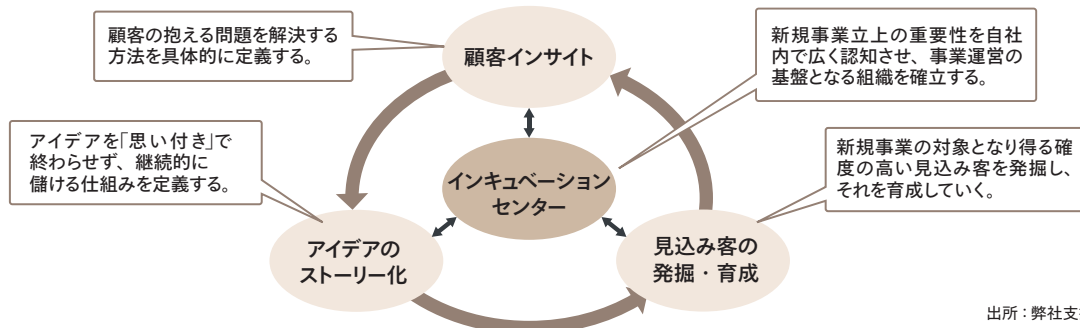 顧客の抱える問題を解決する
方法を具体的に定義する。
顧客インサイト
新規事業立上の重要性を自社
内で広く認知させ、事業運営の
基盤となる組織を確立する。
アイデアを「思い付き」で
終わらせず、継続的に
儲ける仕組みを定義する。
インキュベーション
センター
新規事業の対象となり得る確
度の高い見込み客を発掘し、
それを育成していく。
アイデアの
ストーリー化
見込み客の
発掘・育成
出所：弊社支